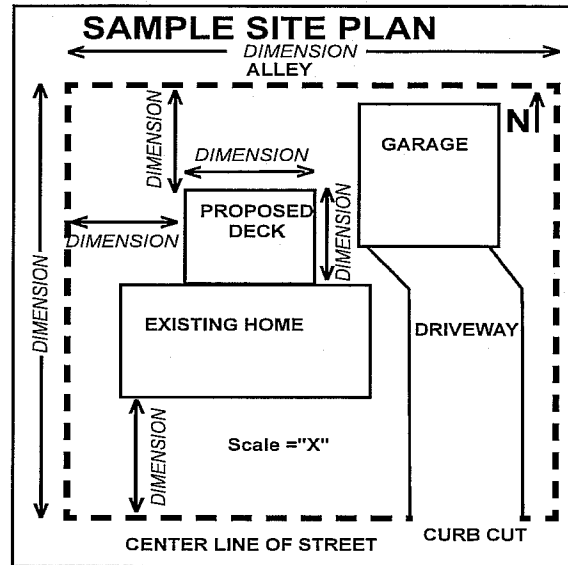 SAMPLE SITE PLAN
DIMENSION
ALLEY
N
DIMENSION
GARAGE
DIMENSION
PROPOSED
DECK
DIMENSION
DIMENSION
DIMENSION
EXISTING HOME
DRIVEWAY
DIMENSION
Scale ="X"
CENTER LINE OF STREET
CURB CUT